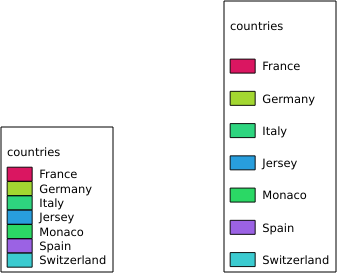 countries
France
Germany
Italy
Jersey
Monaco
Spain
Switzerland
countries
France
Germany
Italy
Jersey
Monaco
Spain
Switzerland